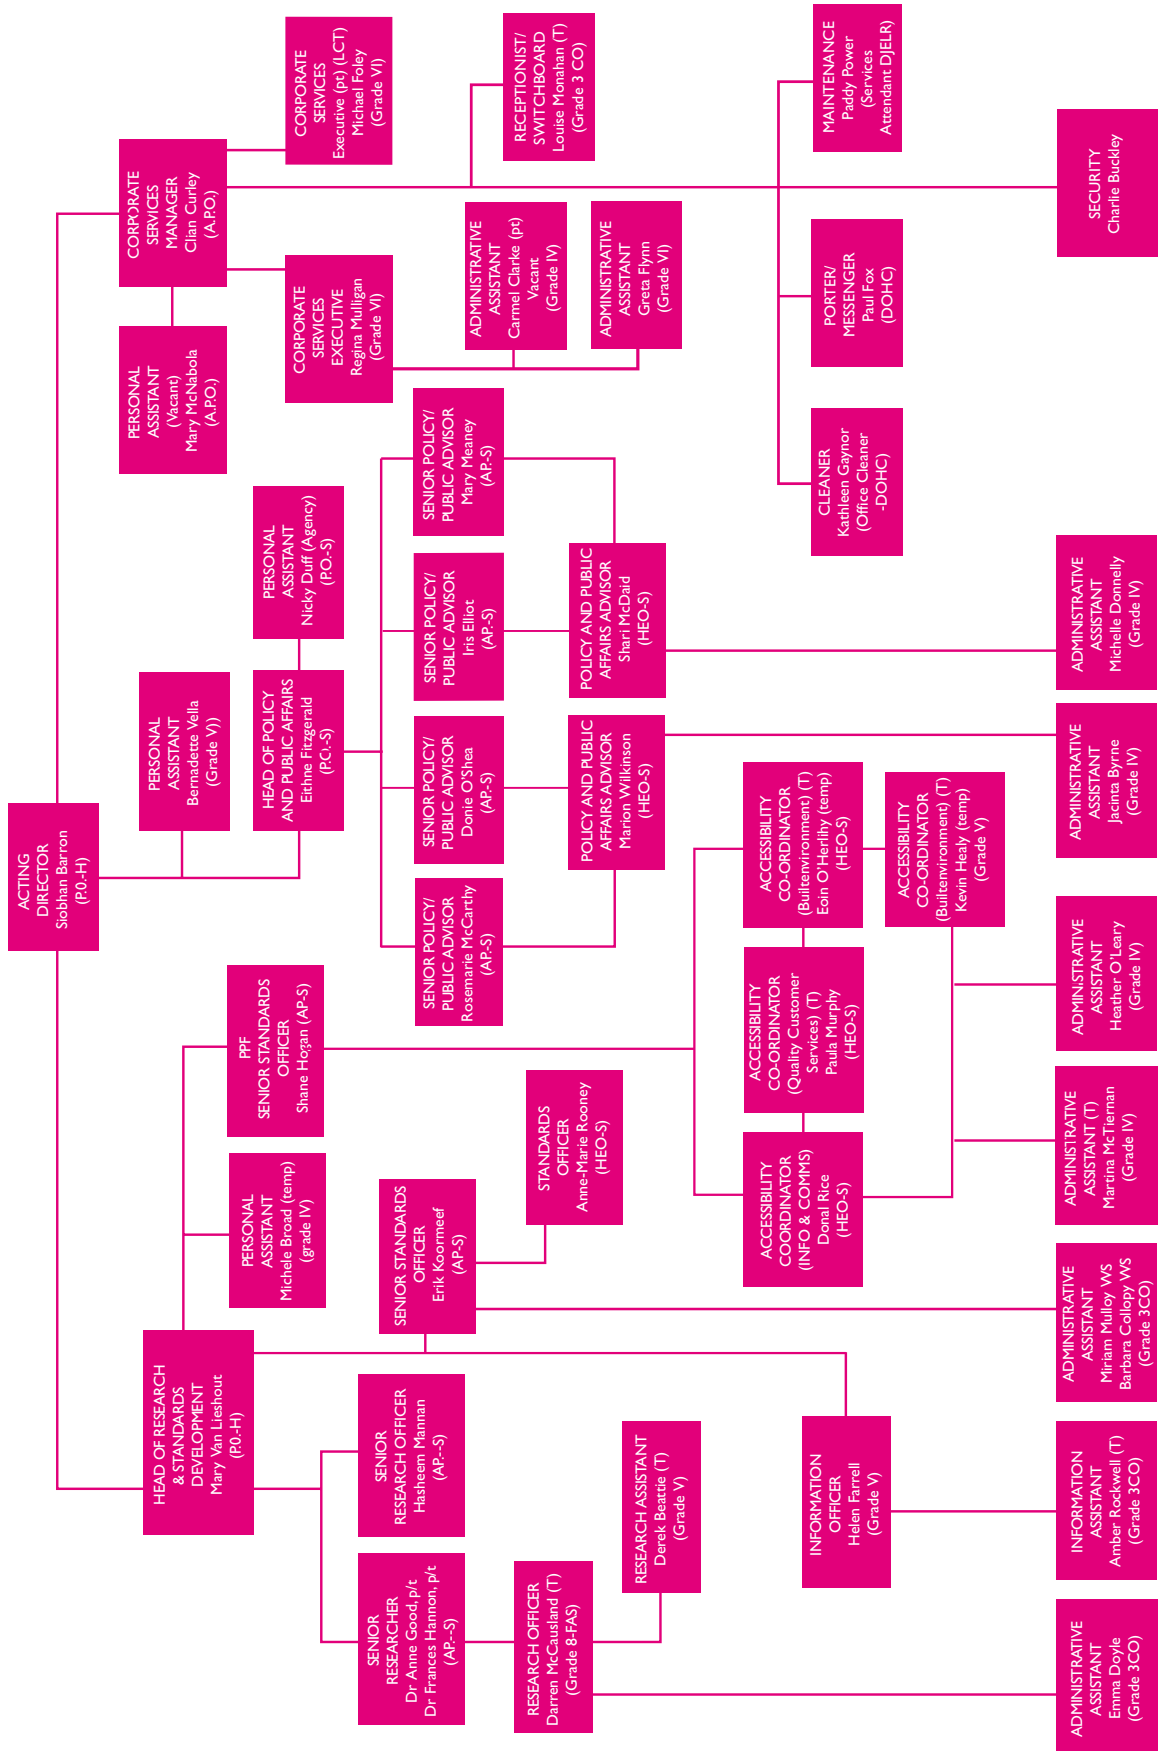 ACTING
DIRECTOR
Siobhan Barron
(P.0.-H)
HEAD OF RESEARCH
& STANDARDS
DEVELOPMENT
Mary Van Lieshout
(P.0.-H)
PERSONAL
ASSISTANT
Bernadette Vella
(Grade V))
CORPORATE
SERVICES
MANAGER
Clian Curley
(A.P.O.)
PERSONAL
ASSISTANT
(Vacant)
Mary McNabola
(A.P.O.)
PERSONAL
ASSISTANT
Michele Broad (temp)
(grade IV)
PPF
SENIOR STANDARDS
OFFICER
Shane Hogan (AP-S)
HEAD OF POLICY
AND PUBLIC AFFAIRS
Eithne Fitzgerald
(P.O.-S)
PERSONAL
ASSISTANT
Nicky Duff (Agency)
(P.O.-S)
CORPORATE
SERVICES
EXECUTIVE
Regina Mulligan
(Grade VI)
CORPORATE
SERVICES
Executive (pt) (LCT)
Michael Foley
(Grade VI)
SENIOR
RESEARCHER
Dr Anne Good, p/t
Dr Frances Hannon, p/t
(AP.--S)
SENIOR
RESEARCH OFFICER
Hasheem Mannan
(AP.--S)
SENIOR STANDARDS
OFFICER
Erik Koormeef
(AP-S)
SENIOR POLICY/
PUBLIC ADVISOR
Rosemarie McCarthy
(AP.-S)
SENIOR POLICY/
PUBLIC ADVISOR
Donie O'Shea
(AP.-S)
SENIOR POLICY/
PUBLIC ADVISOR
Iris Elliot
(AP.-S)
SENIOR POLICY/
PUBLIC ADVISOR
Mary Meaney
(AP.-S)
ADMINISTRATIVE
ASSISTANT
Carmel Clarke (pt)
Vacant
(Grade IV)
RECEPTIONIST/
SWITCHBOARD
Louise Monahan (T)
(Grade 3 CO)
RESEARCH OFFICER
Darren McCausland (T)
(Grade 8-FAS)
STANDARDS
OFFICER
Anne-Marie Rooney
(HEO-S)
POLICY AND PUBLIC
AFFAIRS ADVISOR
Marion Wilkinson
(HEO-S)
POLICY AND PUBLIC
AFFAIRS ADVISOR
Shari McDaid
(HEO-S)
ADMINISTRATIVE
ASSISTANT
Greta Flynn
(Grade VI)
RESEARCH ASSISTANT
Derek Beattie (T)
(Grade V)
ACCESSIBILITY
COORDINATOR
(INFO & COMMS)
Donal Rice
(HEO-S)
ACCESSIBILITY
CO-ORDINATOR
(Quality Customer
Services) (T)
Paula Murphy
(HEO-S)
ACCESSIBILITY
CO-ORDINATOR
(Builtenvironment) (T)
Eoin O'Herlihy (temp)
(HEO-S)
INFORMATION
OFFICER
Helen Farrell
(Grade V)
ACCESSIBILITY
CO-ORDINATOR
(Builtenvironment) (T)
Kevin Healy (temp)
(Grade V)
CLEANER
Kathleen Gaynor
(Office Cleaner
-DOHC)
PORTER/
MESSENGER
Paul Fox
(DOHC)
MAINTENANCE
Paddy Power
(Services
Attendant DJELR)
ADMINISTRATIVE
ASSISTANT
Emma Doyle
(Grade 3CO)
INFORMATION
ASSISTANT
Amber Rockwell (T)
(Grade 3CO)
ADMINISTRATIVE
ASSISTANT
Miriam Mulloy WS
Barbara Collopy WS
(Grade 3CO)
ADMINISTRATIVE
ASSISTANT (T)
Martina McTiernan
(Grade IV)
ADMINISTRATIVE
ASSISTANT
Heather O'Leary
(Grade IV)
ADMINISTRATIVE
ASSISTANT
Jacinta Byrne
(Grade IV)
ADMINISTRATIVE
ASSISTANT
Michelle Donnelly
(Grade IV)
SECURITY
Charlie Buckley